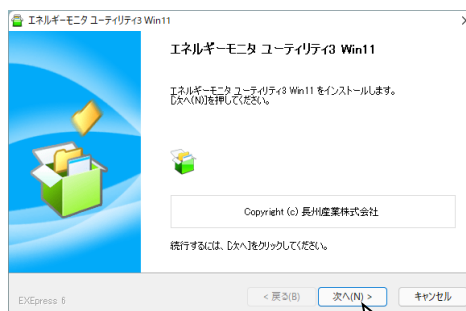 エネルギーモニタ ユーティリティ3 Win11
エネルギーモニタ ユーティリティ3 Win11
エネルギーモニタ ユーティリティ3 Win11 をインストールします。
[次へ(N)]を押してください。
Copyright (c) 長州産業株式会社
続行するには、[次へ]をクリックしてください。
EXEpress 6
< 戻る(B)
次へ(N) >
キャンセル